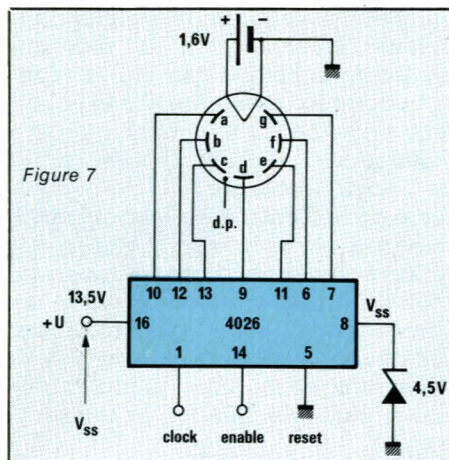 + −
1,6V
a g
b f
c d e
Figure 7
d.p.
10 12 13 9 11 6 7
13,5V
VSS
+U 16 4026 8
1 14 5
4,5V
VSS
clock enable reset